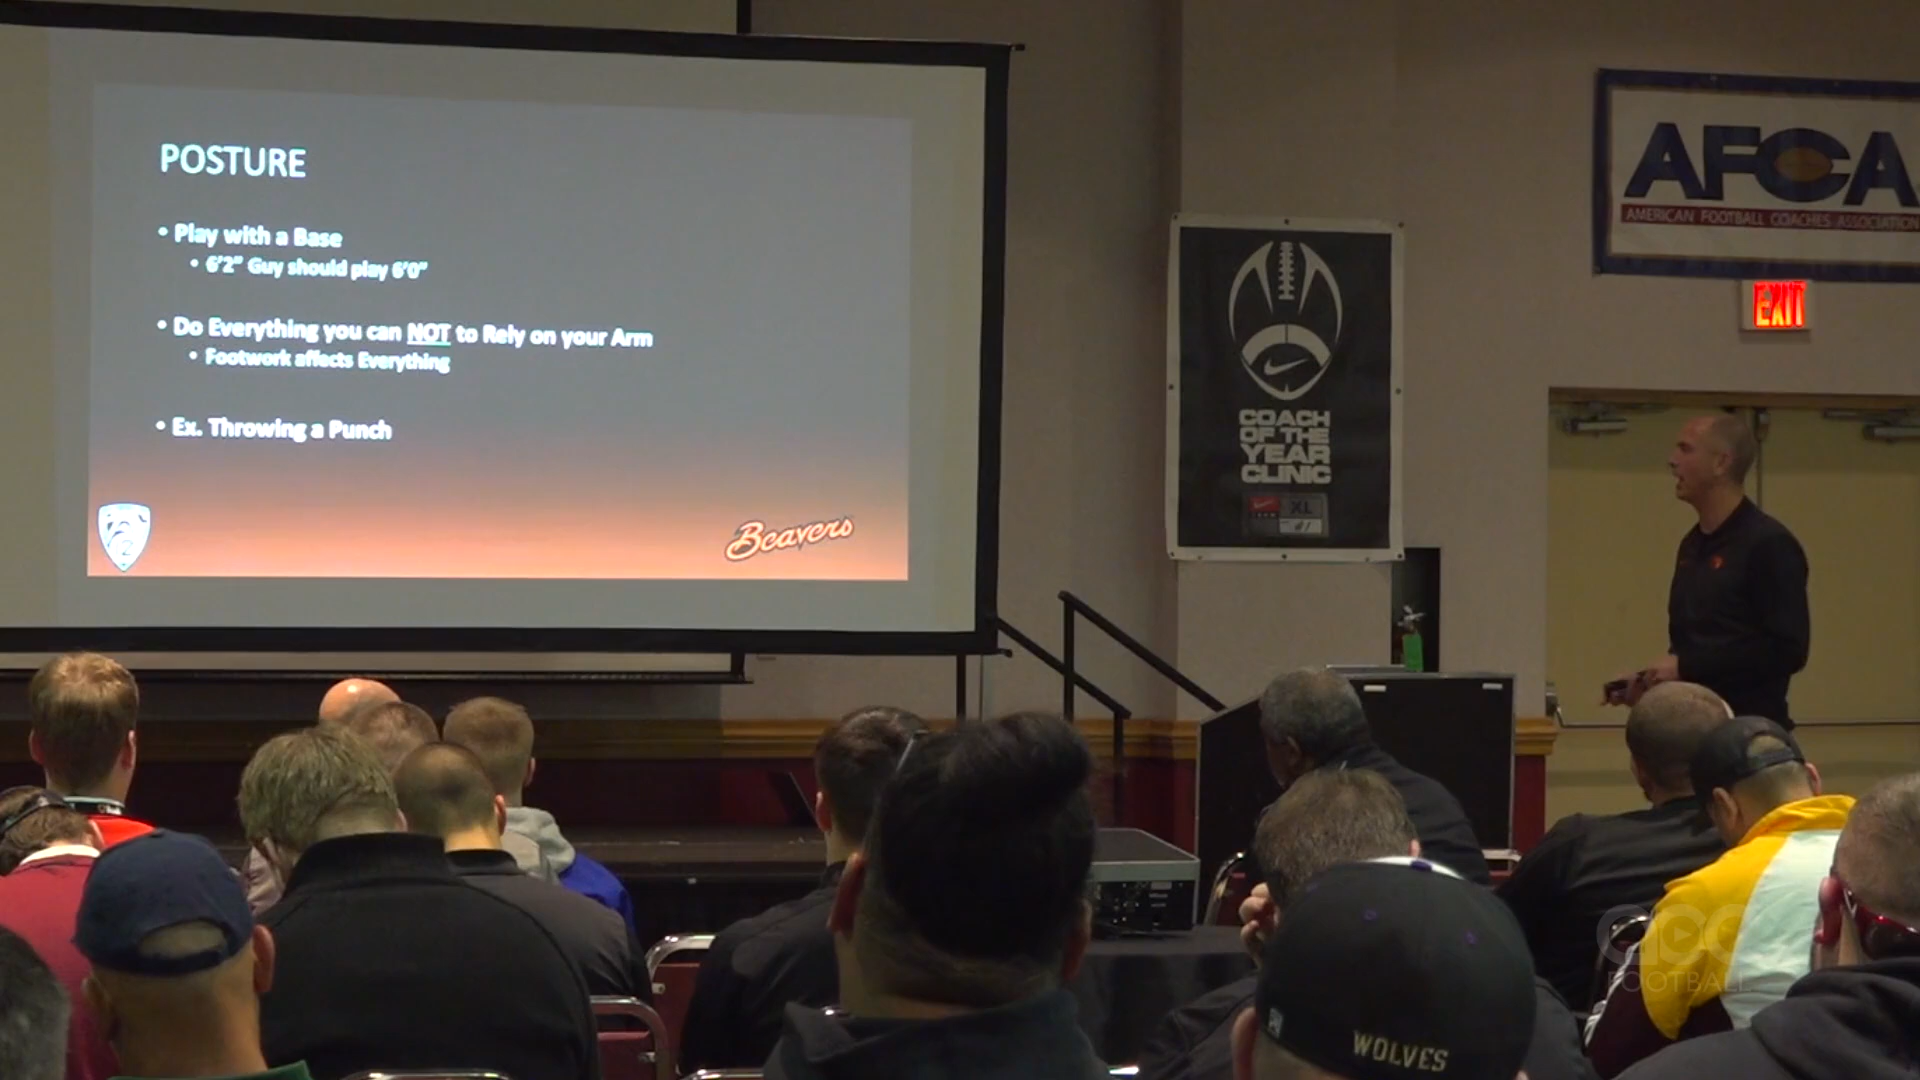 POSTURE
• Play with a Base
• 6'2" Guy should play 6'0"
• Do Everything you can NOT to Rely on your Arm
• Footwork affects Everything
• Ex. Throwing a Punch
Beavers
AFCA
AMERICAN FOOTBALL COACHES ASSOCIATION
EXIT
COACH
OF THE
YEAR
CLINIC
XL
WOLVES
FOOTBALL